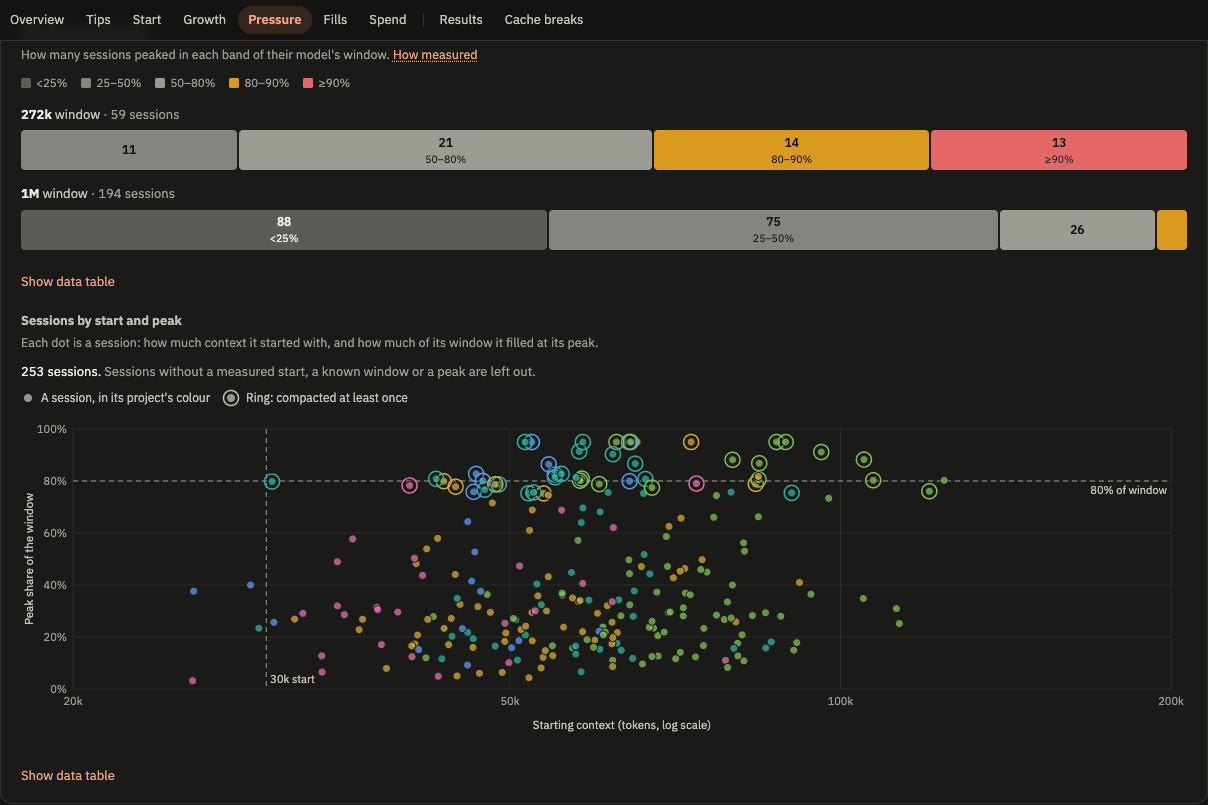 Overview Tips Start Growth Pressure Fills Spend Results Cache breaks
How many sessions peaked in each band of their model's window. How measured
<25% 25–50% 50–80% 80–90% ≥90%
272k window · 59 sessions
11 21 14 13
50–80% 80–90% ≥90%
1M window · 194 sessions
88 75 26
<25% 25–50%
Show data table
Sessions by start and peak
Each dot is a session: how much context it started with, and how much of its window it filled at its peak.
253 sessions. Sessions without a measured start, a known window or a peak are left out.
A session, in its project's colour Ring: compacted at least once
100%
80%
80% of window
60%
40%
20%
0%
Peak share of the window
30k start
20k 50k 100k 200k
Starting context (tokens, log scale)
Show data table